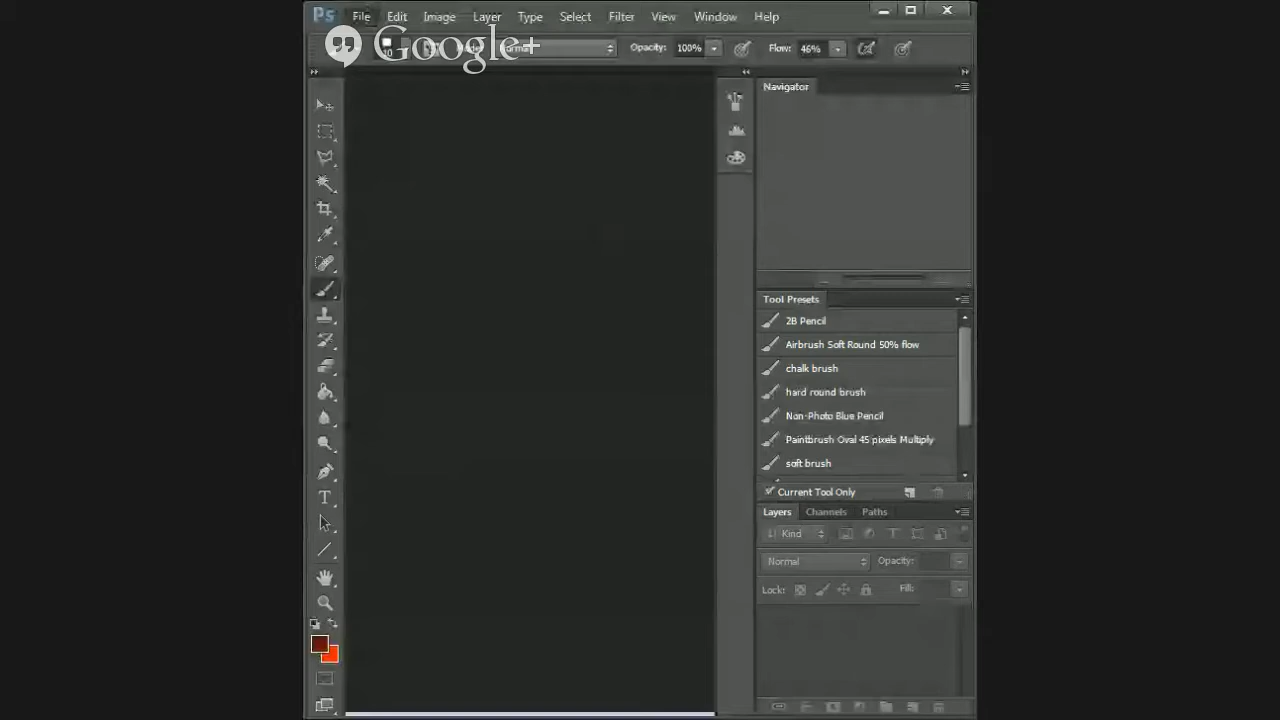 Ps File Edit Image Layer Type Select Filter View Window Help
Google+
Opacity: 100% Flow: 46%
Navigator
Tool Presets
2B Pencil
Airbrush Soft Round 50% flow
chalk brush
hard round brush
Non-Photo Blue Pencil
Paintbrush Oval 45 pixels Multiply
soft brush
Current Tool Only
Layers Channels Paths
Kind
Normal Opacity:
Lock: Fill: